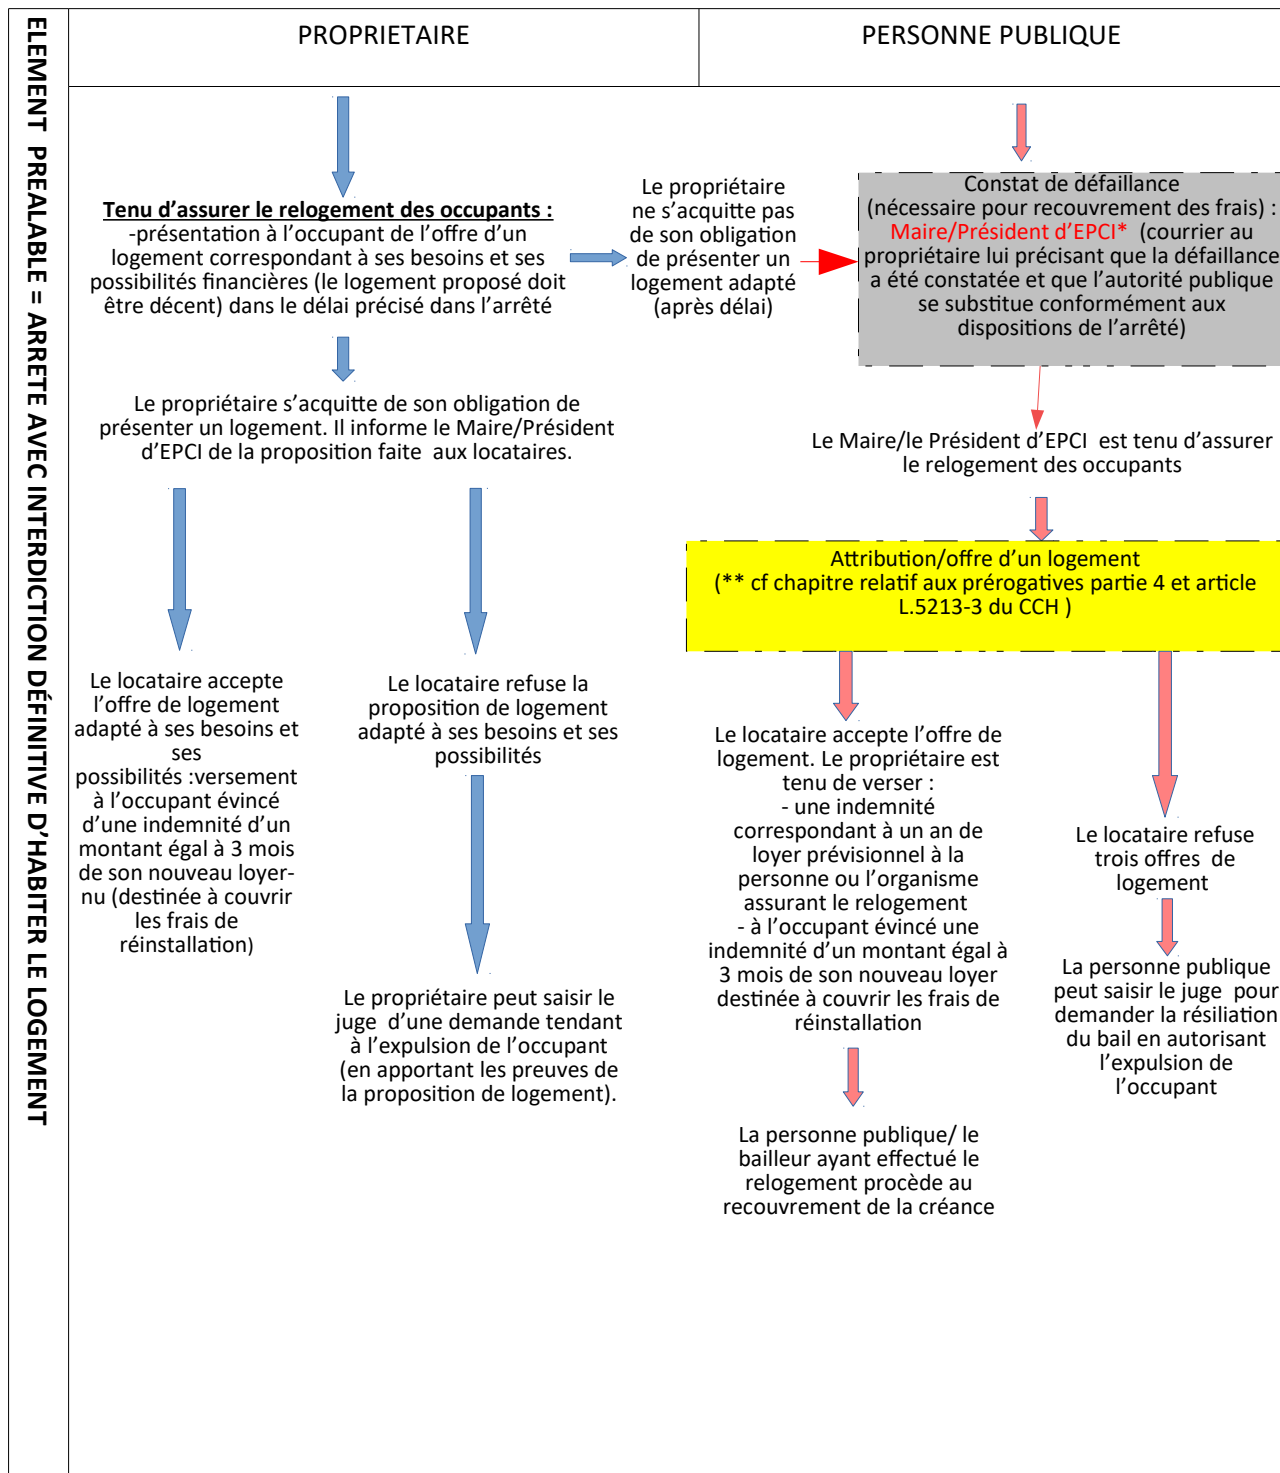 ELEMENT PREALABLE = ARRETE AVEC INTERDICTION DÉFINITIVE D'HABITER LE LOGEMENT
PROPRIETAIRE
PERSONNE PUBLIQUE
Tenu d’assurer le relogement des occupants :
-présentation à l’occupant de l’offre d’un
logement correspondant à ses besoins et ses
possibilités financières (le logement proposé doit
être décent) dans le délai précisé dans l’arrêté
Le propriétaire
ne s’acquitte pas
de son obligation
de présenter un
logement adapté
(après délai)
Constat de défaillance
(nécessaire pour recouvrement des frais) :
Maire/Président d’EPCI* (courrier au
propriétaire lui précisant que la défaillance
a été constatée et que l’autorité publique
se substitue conformément aux
dispositions de l’arrêté)
Le propriétaire s’acquitte de son obligation de
présenter un logement. Il informe le Maire/Président
d’EPCI de la proposition faite aux locataires.
Le Maire/le Président d’EPCI est tenu d’assurer
le relogement des occupants
Attribution/offre d’un logement
(** cf chapitre relatif aux prérogatives partie 4 et article
L.5213-3 du CCH )
Le locataire accepte
l’offre de logement
adapté à ses besoins et
ses
possibilités :versement
à l’occupant évincé
d’une indemnité d’un
montant égal à 3 mois
de son nouveau loyer-
nu (destinée à couvrir
les frais de
réinstallation)
Le locataire refuse la
proposition de logement
adapté à ses besoins et ses
possibilités
Le propriétaire peut saisir le
juge d’une demande tendant
à l’expulsion de l’occupant
(en apportant les preuves de
la proposition de logement).
Le locataire accepte l’offre de
logement. Le propriétaire est
tenu de verser :
- une indemnité
correspondant à un an de
loyer prévisionnel à la
personne ou l’organisme
assurant le relogement
- à l’occupant évincé une
indemnité d’un montant égal à
3 mois de son nouveau loyer
destinée à couvrir les frais de
réinstallation
La personne publique/ le
bailleur ayant effectué le
relogement procède au
recouvrement de la créance
Le locataire refuse
trois offres de
logement
La personne publique
peut saisir le juge pour
demander la résiliation
du bail en autorisant
l’expulsion de
l’occupant